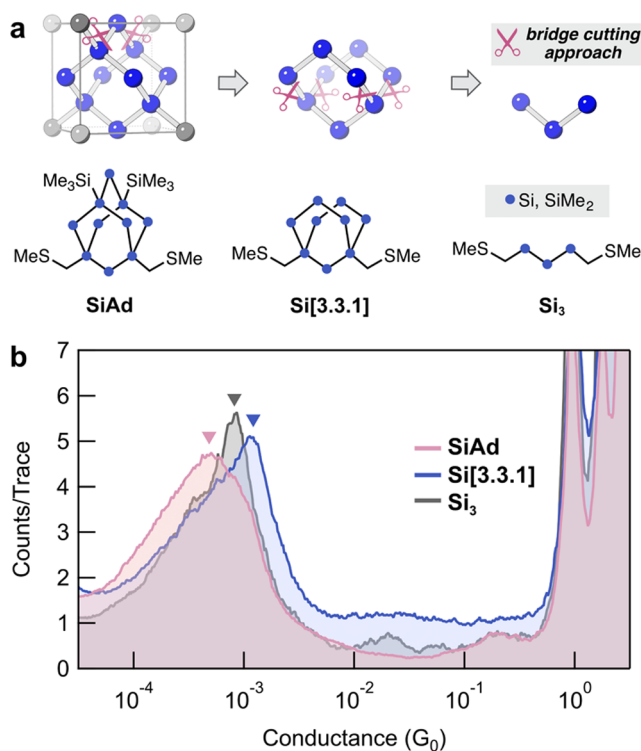 a
bridge cutting
approach
Me₃Si
SiMe₃
MeS
SMe
SiAd
MeS
SMe
Si[3.3.1]
Si, SiMe₂
MeS
SMe
Si₃
b
7
6
5
4
3
2
1
0
Counts/Trace
SiAd
Si[3.3.1]
Si₃
10⁻⁴
10⁻³
10⁻²
10⁻¹
10⁰
Conductance (G₀)